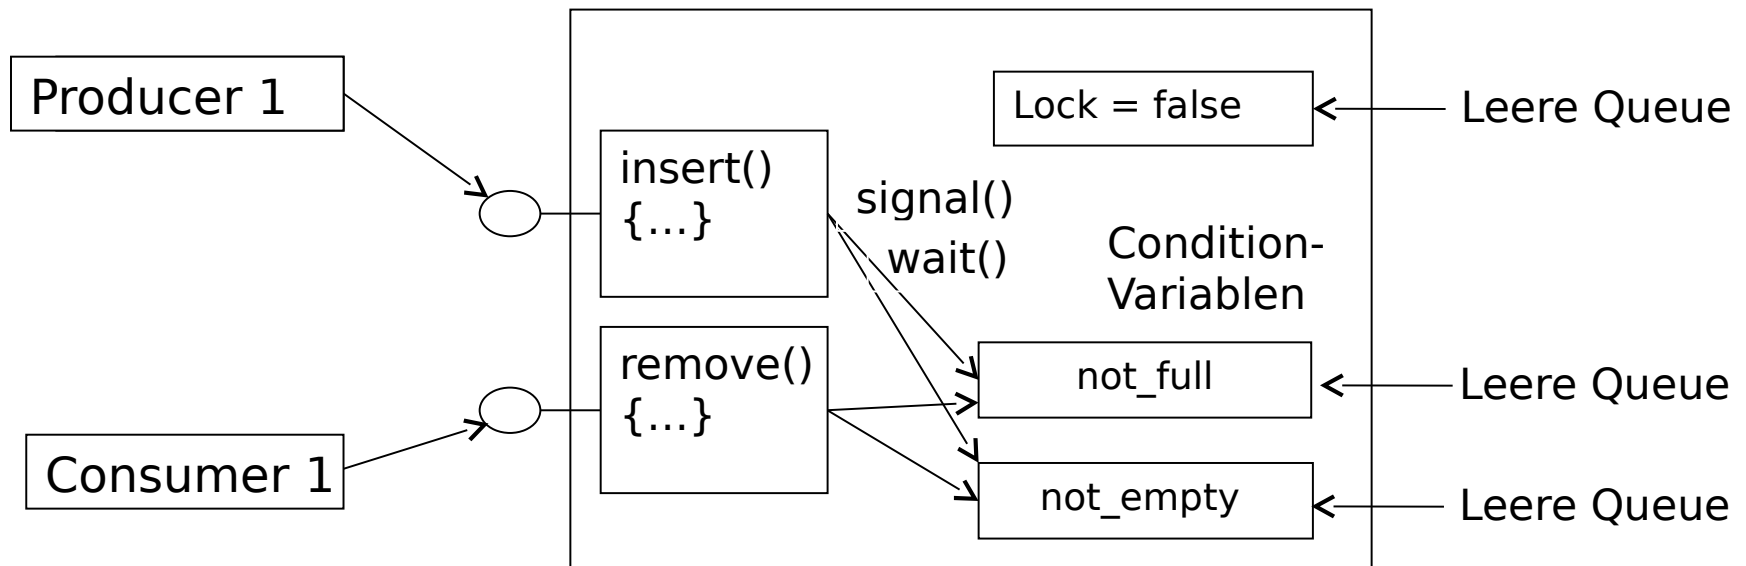 Producer 1
Lock = false
Leere Queue
insert()
{...}
signal()
wait()
Condition-
Variablen
remove()
{...}
not_full
Leere Queue
Consumer 1
not_empty
Leere Queue